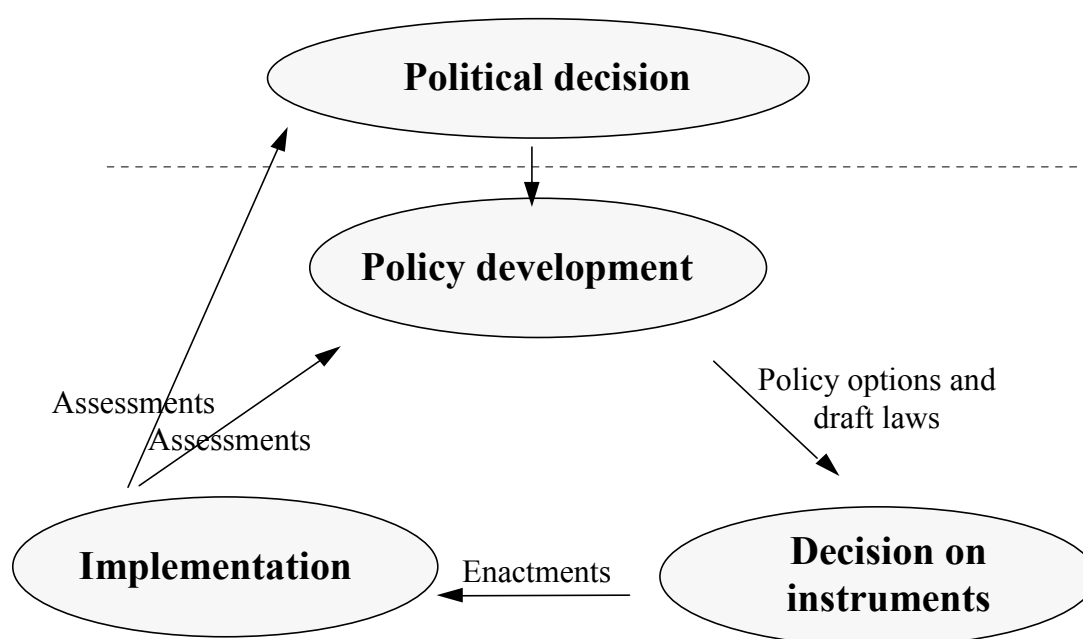 Political decision
Policy development
Policy options and
draft laws
Assessments
Assessments
Decision on
instruments
Implementation
Enactments